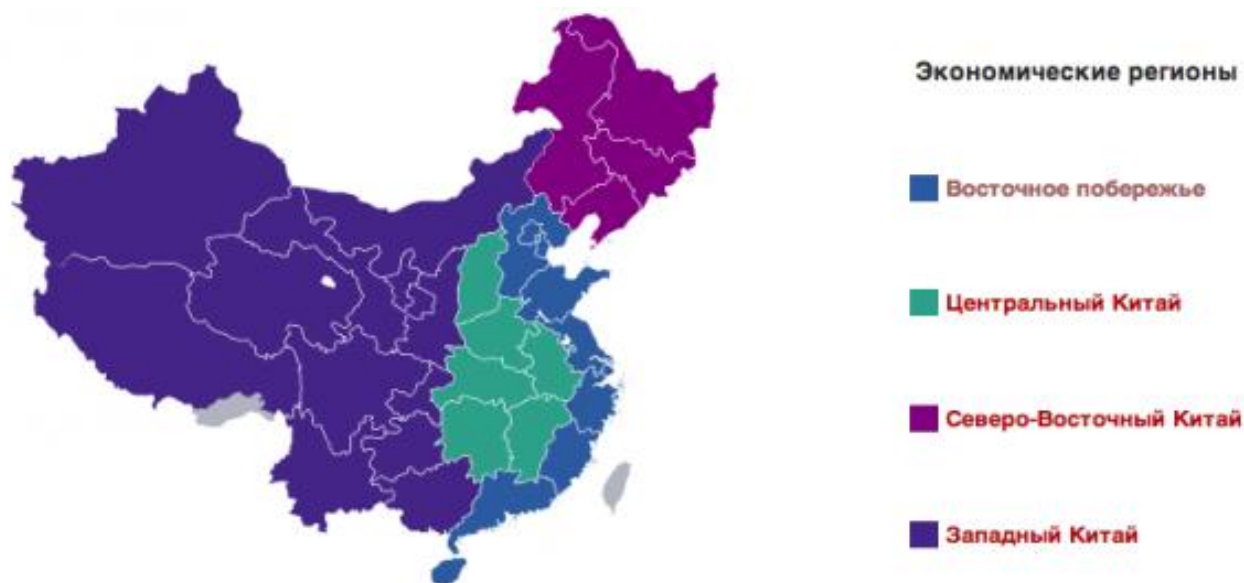 Экономические регионы
Восточное побережье
Центральный Китай
Северо-Восточный Китай
Западный Китай